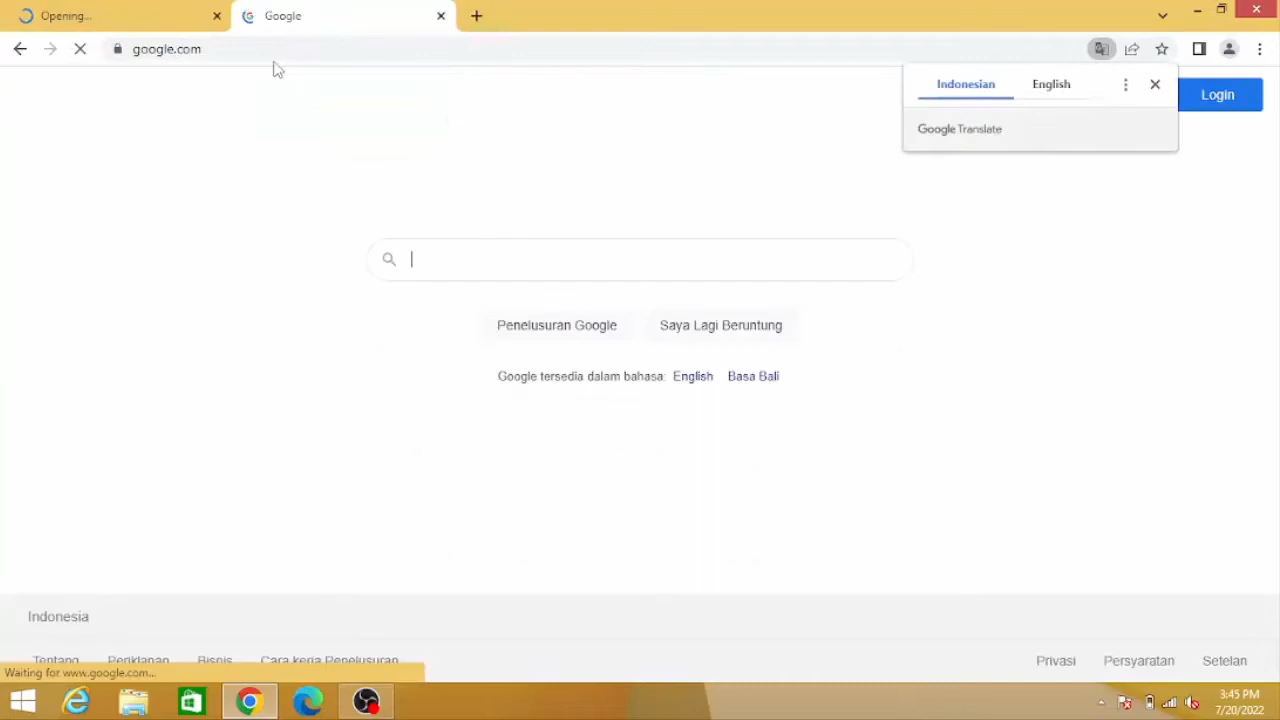 Opening...
Google
google.com
Indonesian English
Login
Google Translate
Penelusuran Google Saya Lagi Beruntung
Google tersedia dalam bahasa: English Basa Bali
Indonesia
Tentang Periklanan Bisnis Cara kerja Penelusuran
Privasi Persyaratan Setelan
Waiting for www.google.com...
3:45 PM
7/20/2022